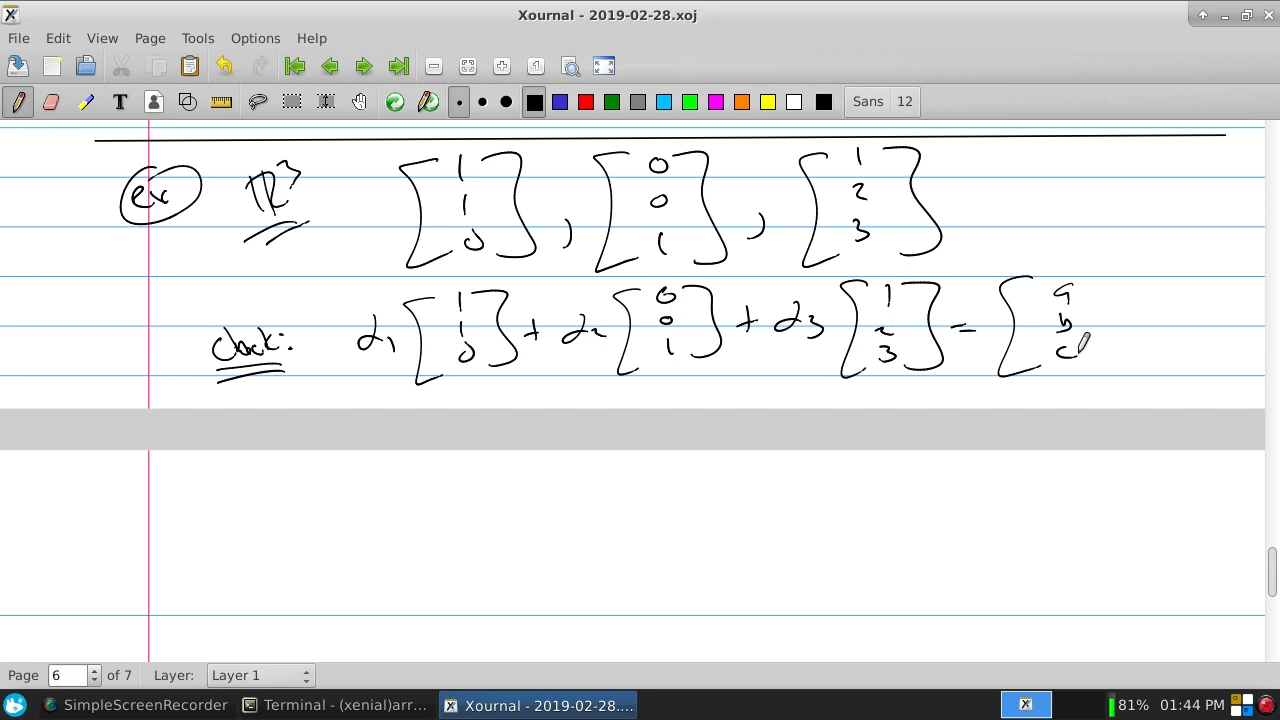 Xournal - 2019-02-28.xoj
File Edit View Page Tools Options Help
Sans 12
ex ℝ³ [1 1 0], [0 0 1], [1 2 3]
Check: α₁ [1 1 0] + α₂ [0 0 1] + α₃ [1 2 3] = [a b c
Page 6 of 7 Layer: Layer 1
SimpleScreenRecorder Terminal - (xenial)arr... Xournal - 2019-02-28.... 81% 01:44 PM